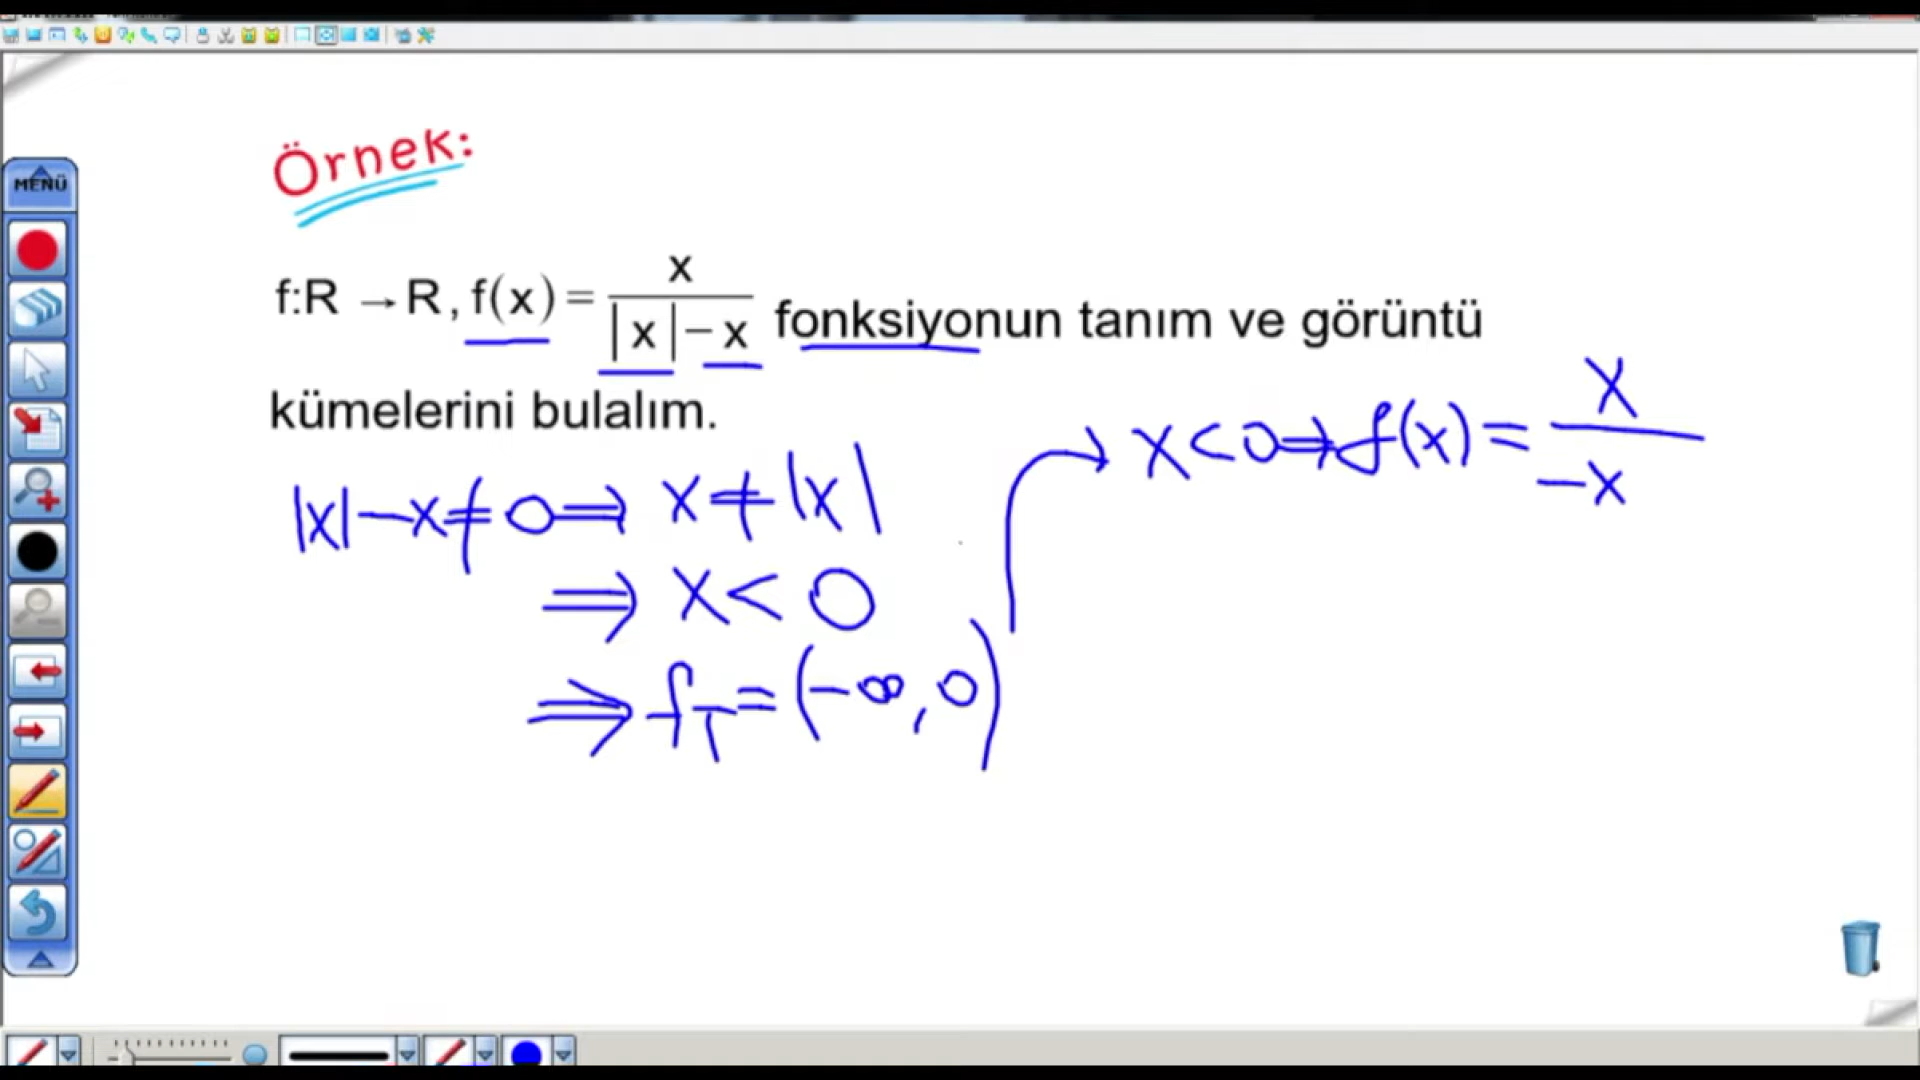 MENÜ
Örnek:
f:R → R, f(x) = x / (|x| − x) fonksiyonun tanım ve görüntü
kümelerini bulalım.
|x| − x ≠ 0 ⇒ x ≠ |x|
⇒ x < 0
⇒ f_T = (−∞, 0)
x < 0 ⇒ f(x) = x / −x